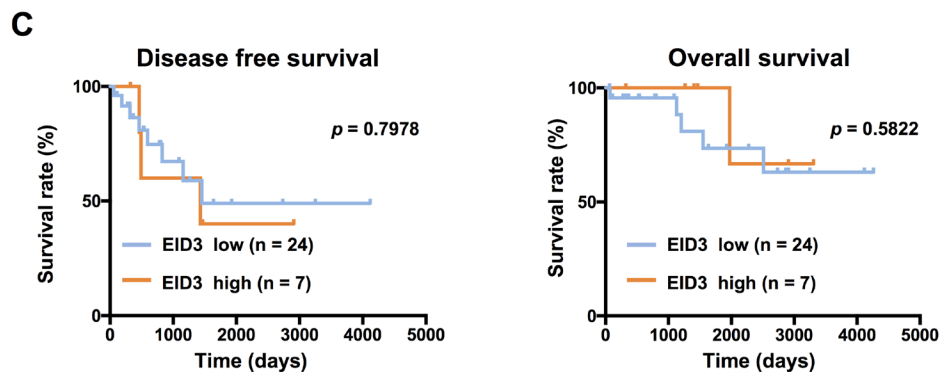 C
Disease free survival
Survival rate (%)
100
50
0
p = 0.7978
EID3 low (n = 24)
EID3 high (n = 7)
0 1000 2000 3000 4000 5000
Time (days)
Overall survival
Survival rate (%)
100
50
0
p = 0.5822
EID3 low (n = 24)
EID3 high (n = 7)
0 1000 2000 3000 4000 5000
Time (days)